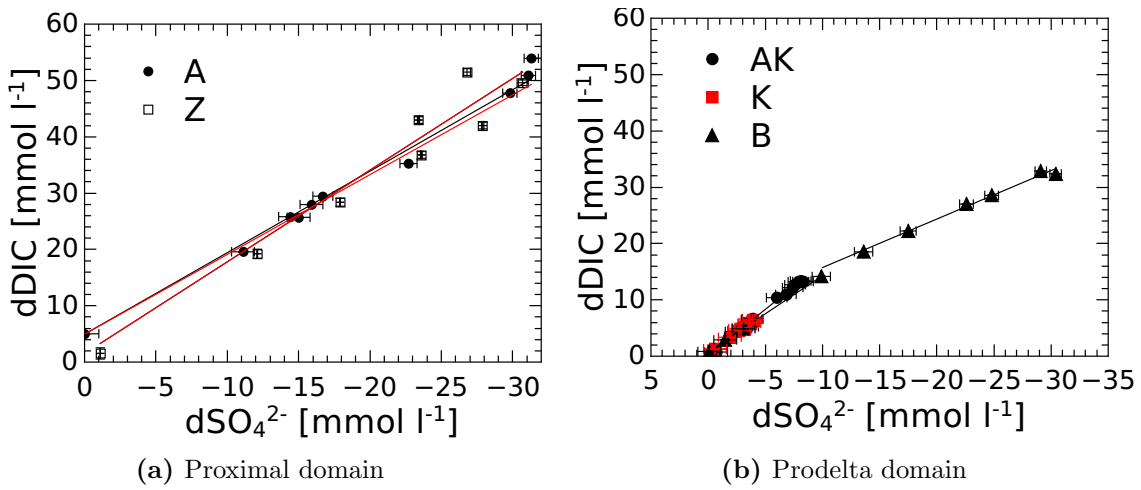 60
50
40
30
20
10
0
dDIC [mmol l⁻¹]
A
Z
0 −5 −10 −15 −20 −25 −30
dSO₄²⁻ [mmol l⁻¹]
(a) Proximal domain
60
50
40
30
20
10
0
dDIC [mmol l⁻¹]
AK
K
B
5 0 −5 −10 −15 −20 −25 −30 −35
dSO₄²⁻ [mmol l⁻¹]
(b) Prodelta domain